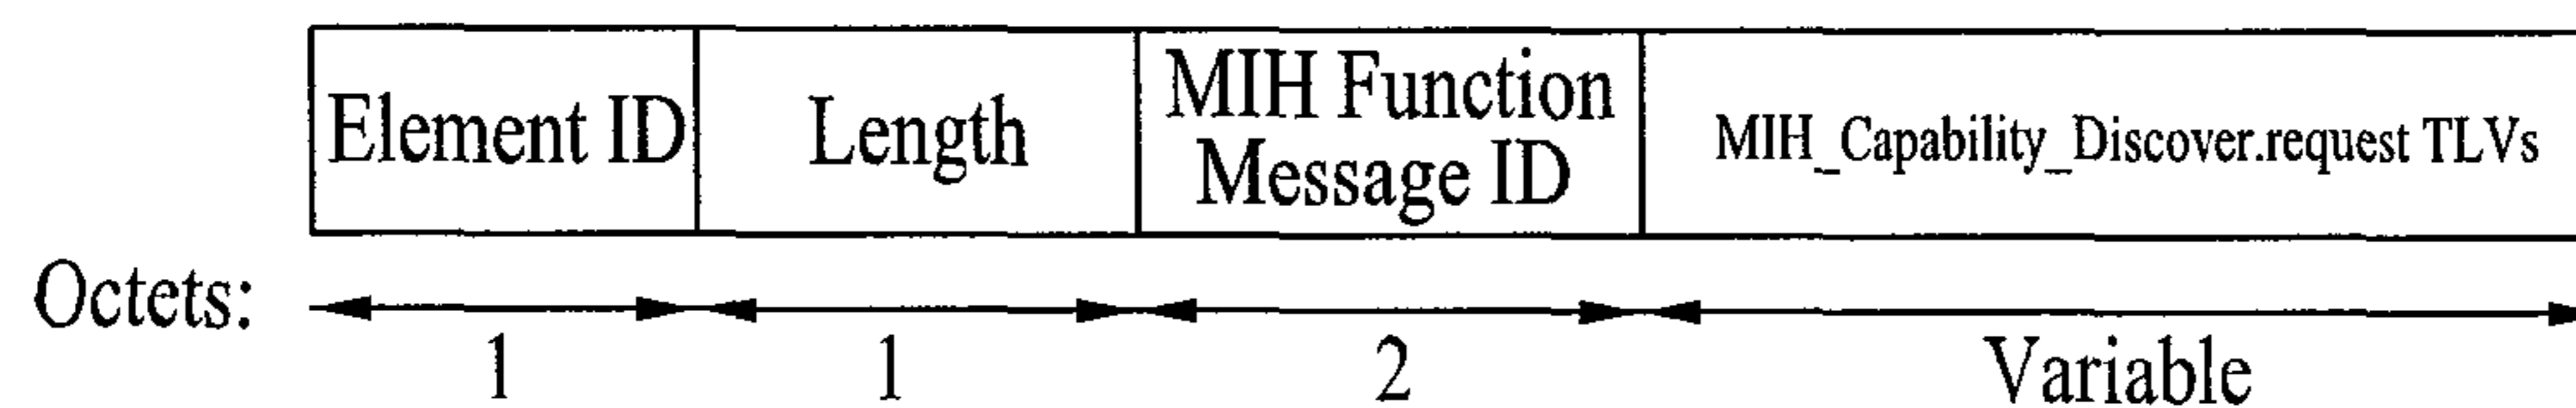 Element ID
Length
MIH Function
Message ID
MIH_Capability_Discover.request TLVs
Octets:
1
1
2
Variable